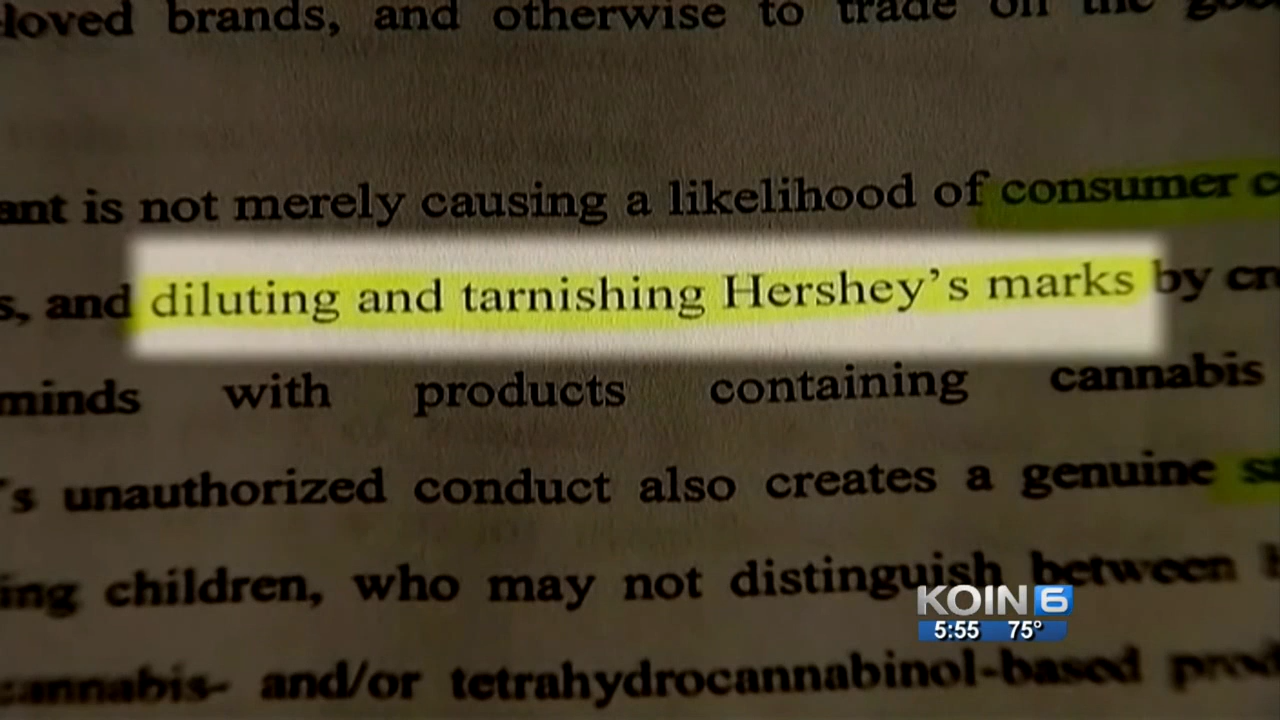 loved brands, and otherwise to trade on the
ant is not merely causing a likelihood of consumer c
s, and diluting and tarnishing Hershey's marks by cr
minds with products containing cannabis
's unauthorized conduct also creates a genuine
ing children, who may not distinguish between
cannabis- and/or tetrahydrocannabinol-based prod
KOIN 6
5:55 75°